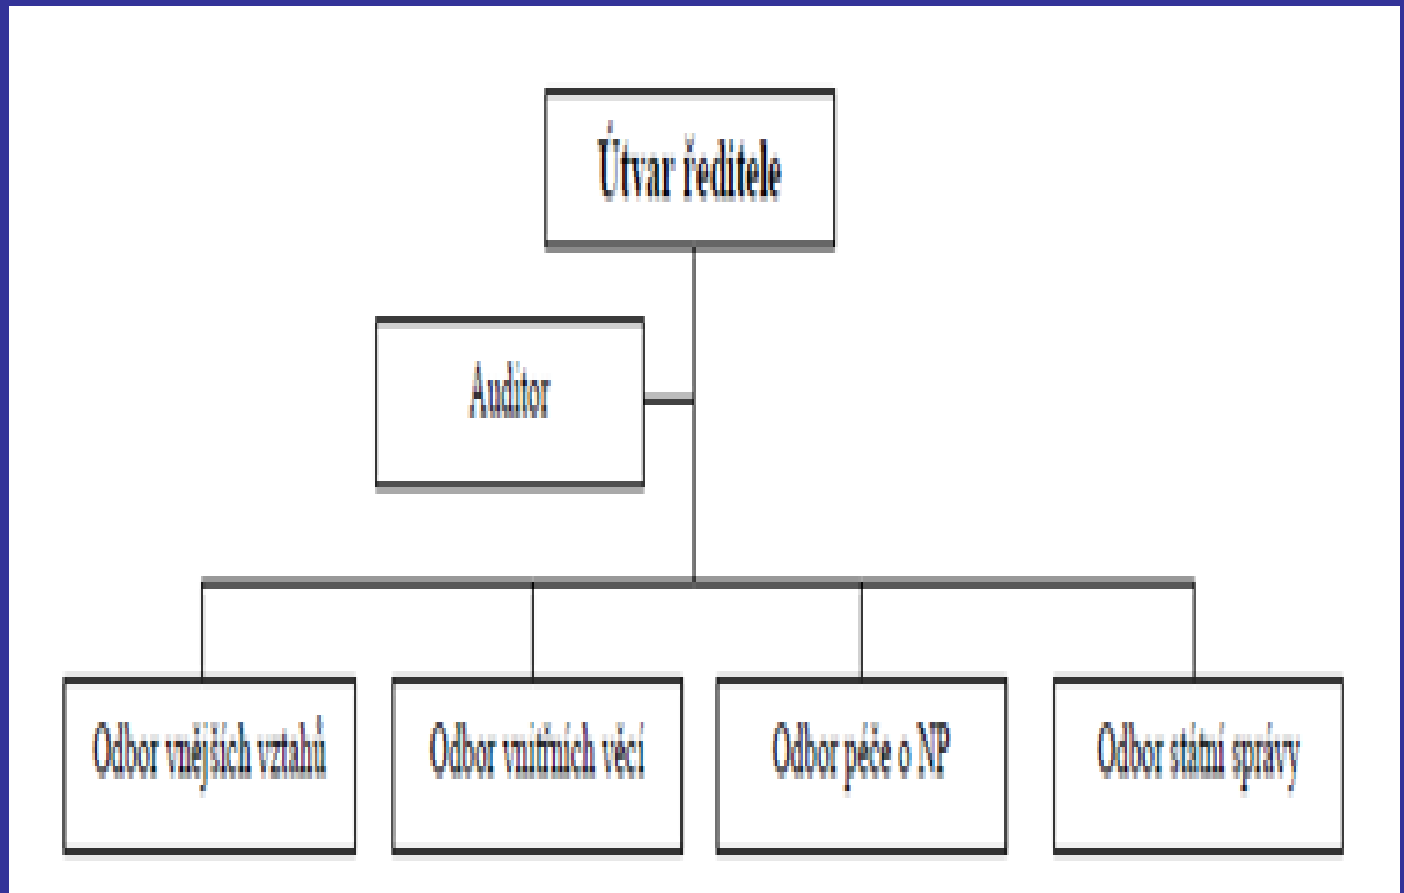 Útvar ředitele
Auditor
Odbor vnějších vztahů
Odbor vnitřních věcí
Odbor péče o NP
Odbor státní správy